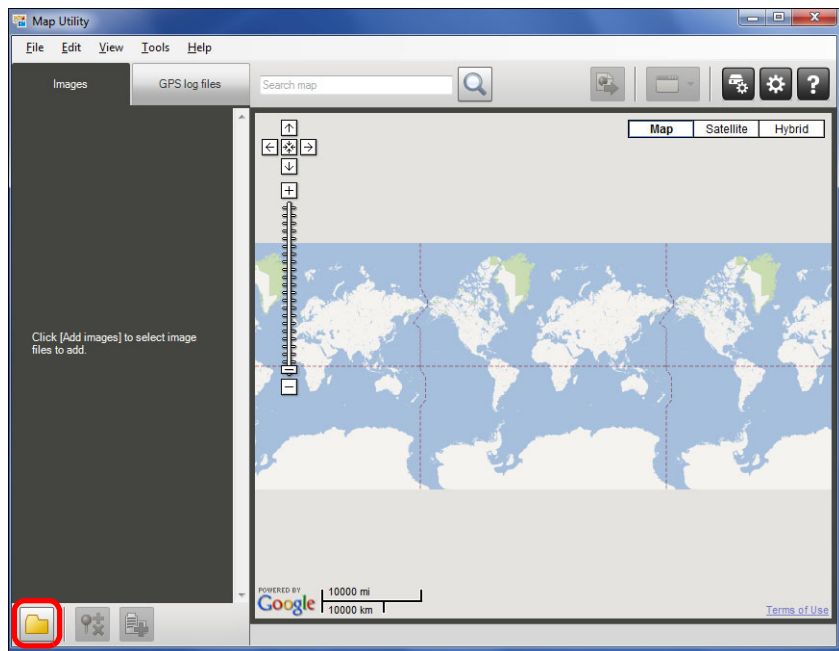 Map Utility
File Edit View Tools Help
Images GPS log files Search map
Map Satellite Hybrid
Click [Add images] to select image
files to add.
POWERED BY
Google
10000 mi
10000 km
Terms of Use